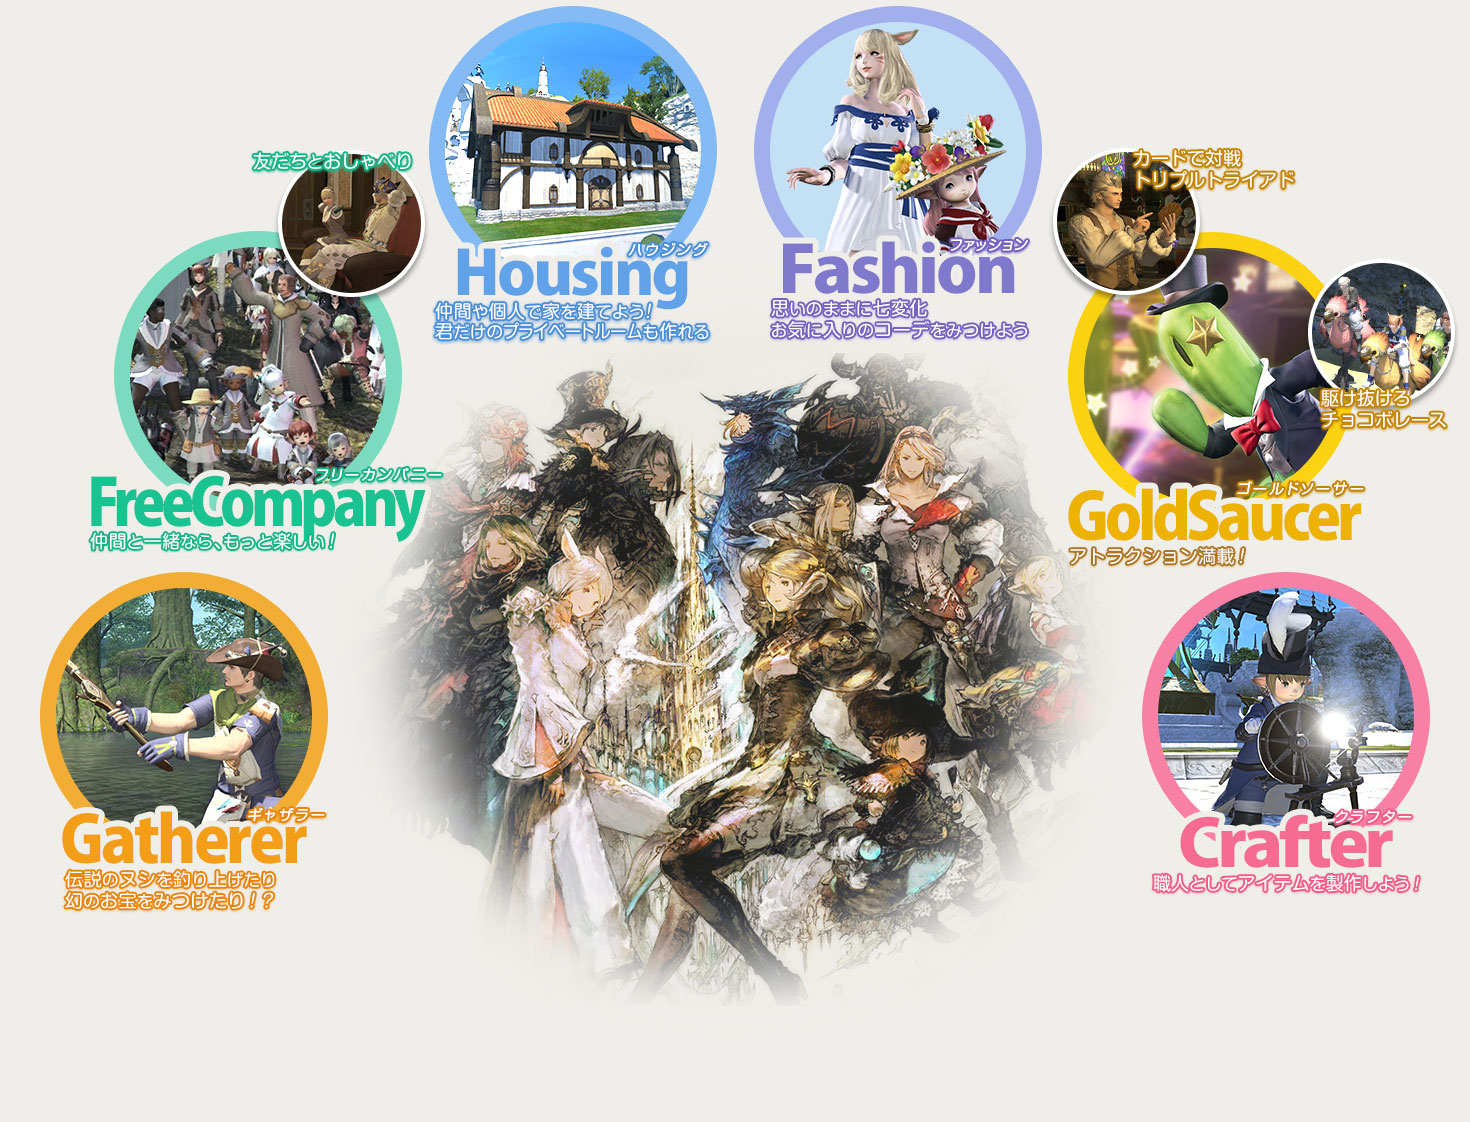 ハウジング
Housing
仲間や個人で家を建てよう!
君だけのプライベートルームも作れる
ファッション
Fashion
思いのままに七変化
お気に入りのコーデをみつけよう
友だちとおしゃべり
フリーカンパニー
FreeCompany
仲間と一緒なら、もっと楽しい!
カードで対戦
トリプルトライアド
駆け抜けろ
チョコボレース
ゴールドソーサー
GoldSaucer
アトラクション満載!
ギャザラー
Gatherer
伝説のヌシを釣り上げたり
幻のお宝をみつけたり!?
クラフター
Crafter
職人としてアイテムを製作しよう!